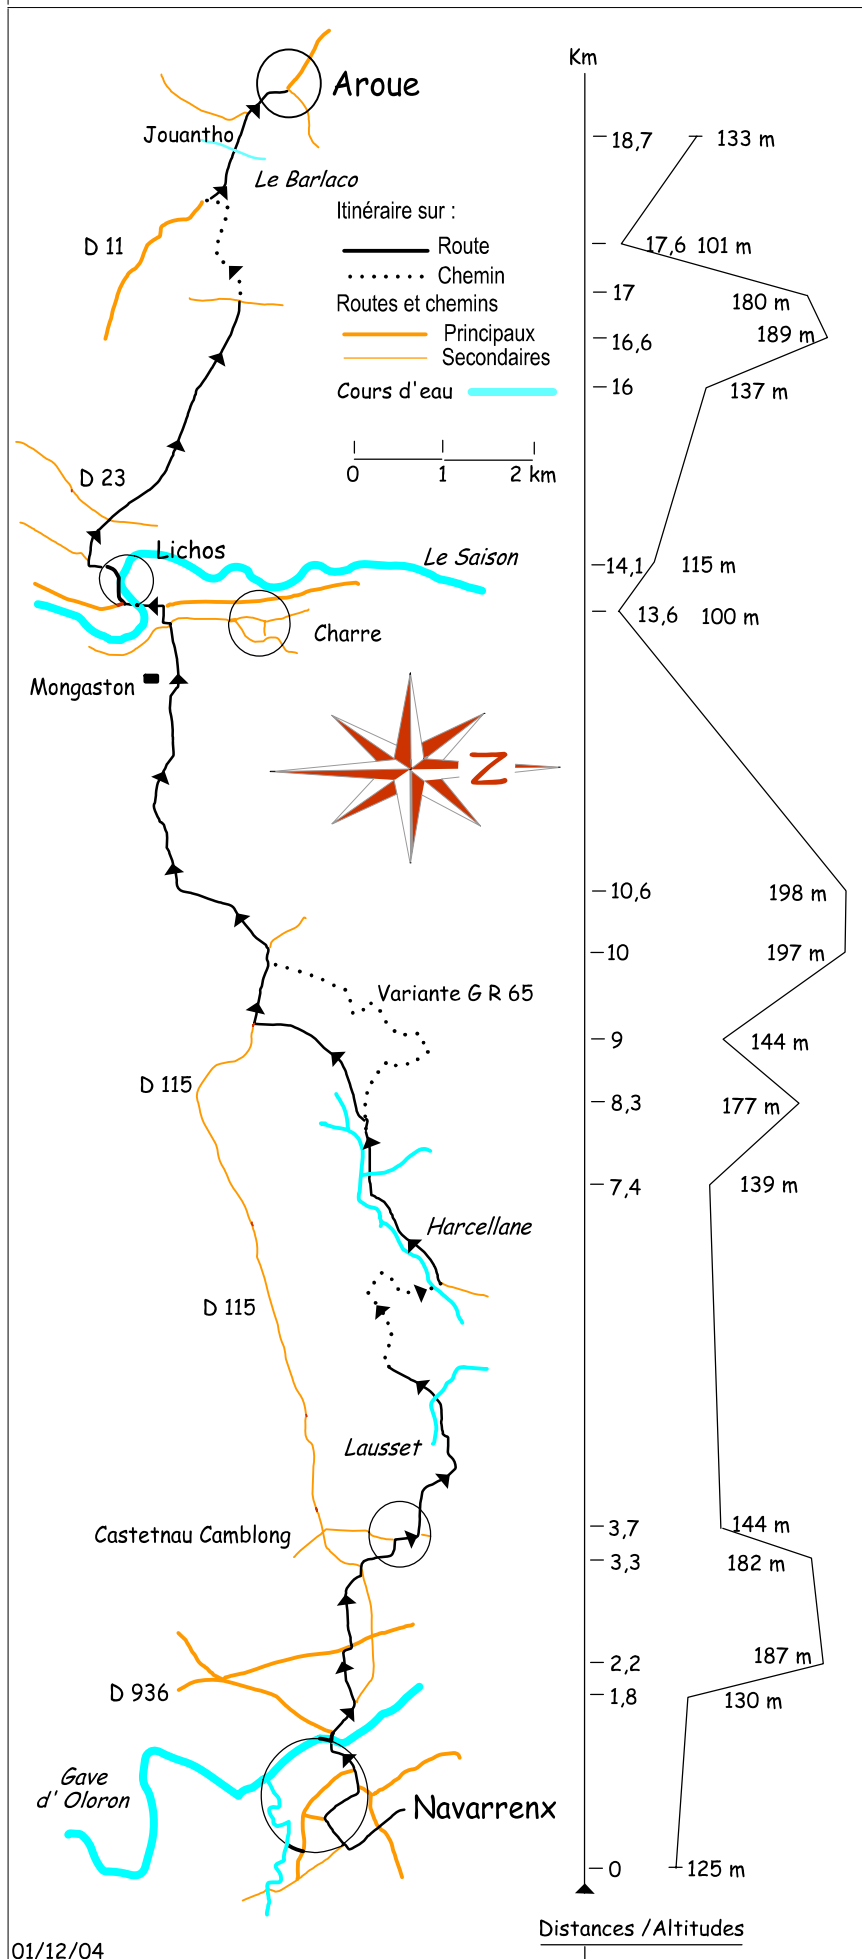 Km
Aroue
18,7 133 m
Jouantho
Le Barlaco
Itinéraire sur :
D 11
Route
17,6 101 m
Chemin
17
180 m
Routes et chemins
Principaux
16,6
189 m
Secondaires
16
137 m
Cours d'eau
0 1 2 km
D 23
Lichos
Le Saison
14,1 115 m
13,6 100 m
Charre
Mongaston
Z
10,6 198 m
10 197 m
Variante G R 65
9 144 m
D 115
8,3 177 m
7,4 139 m
Harcellane
D 115
Lausset
Castetnau Camblong
3,7 144 m
3,3 182 m
2,2 187 m
D 936
1,8 130 m
Gave
d' Oloron
Navarrenx
0 125 m
Distances /Altitudes
01/12/04